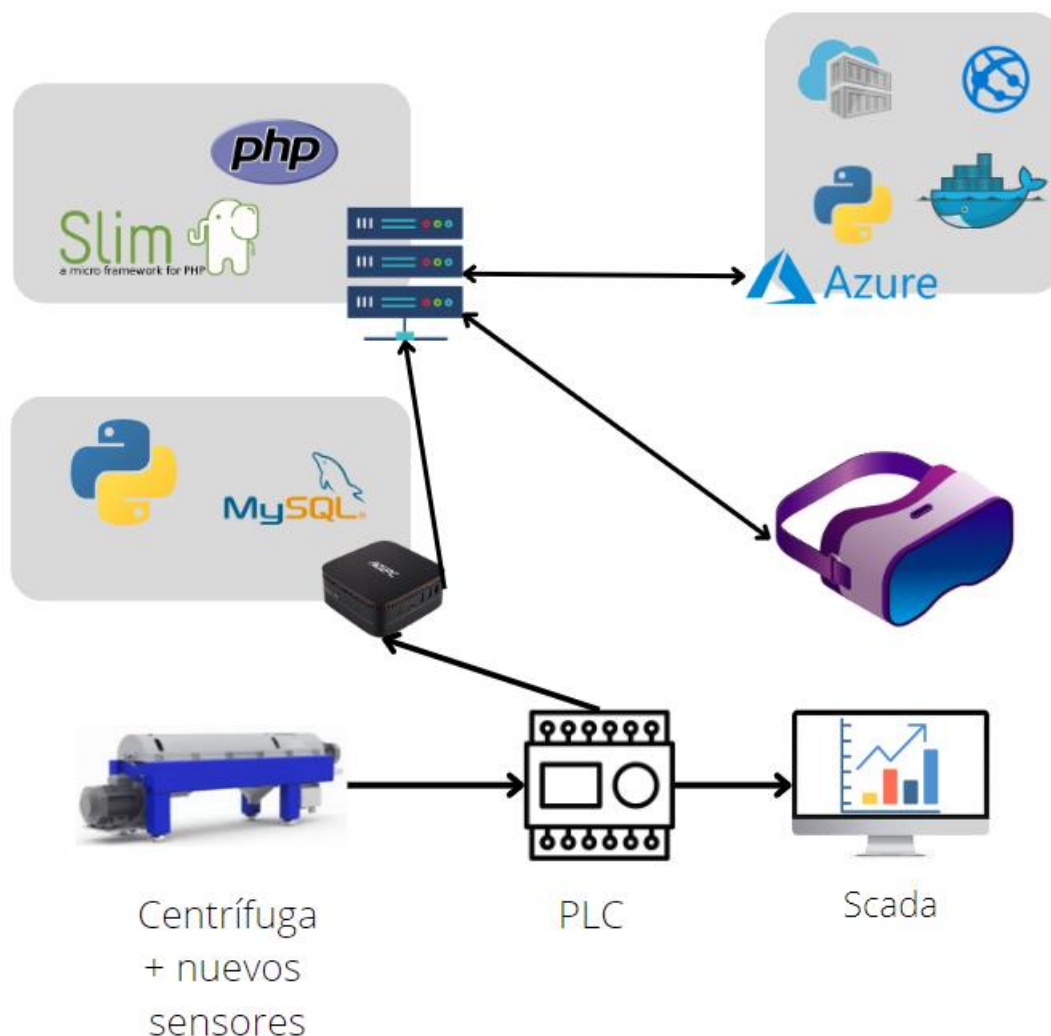 php
Slim
a micro framework for PHP
Azure
MySQL
Centrífuga
+ nuevos
sensores
PLC
Scada